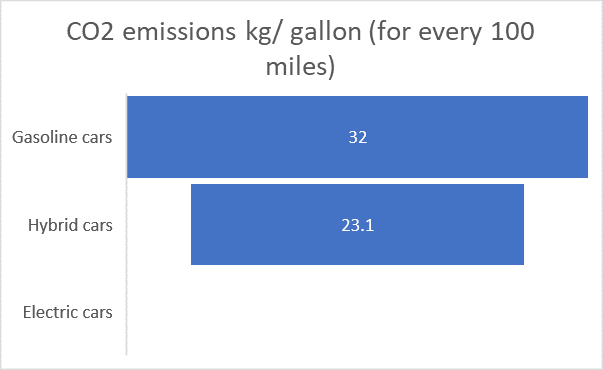 CO2 emissions kg/ gallon (for every 100
miles)
Gasoline cars
32
Hybrid cars
23.1
Electric cars